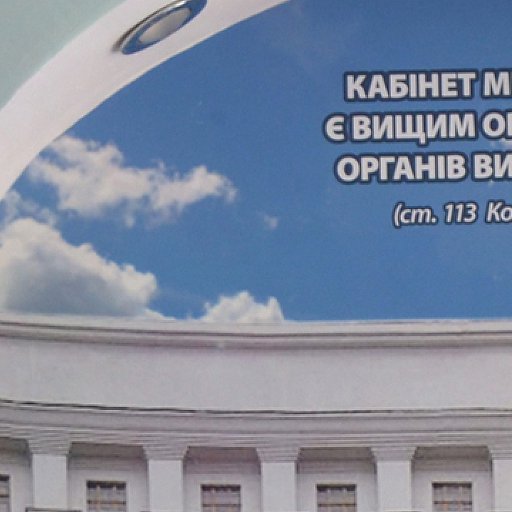 КАБІНЕТ М
Є ВИЩИМ О
ОРГАНІВ ВИ
(ст. 113 Ко